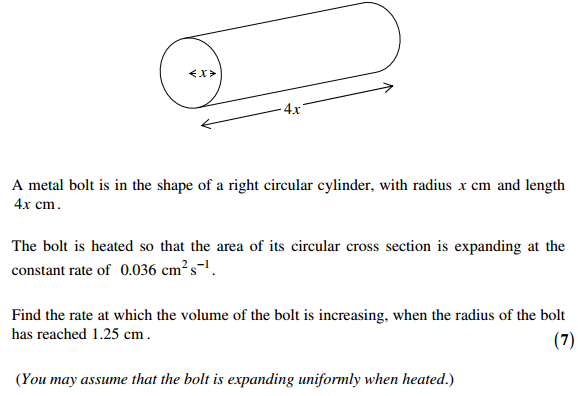 x
4x
A metal bolt is in the shape of a right circular cylinder, with radius x cm and length
4x cm.
The bolt is heated so that the area of its circular cross section is expanding at the
constant rate of 0.036 cm² s⁻¹.
Find the rate at which the volume of the bolt is increasing, when the radius of the bolt
has reached 1.25 cm.
(7)
(You may assume that the bolt is expanding uniformly when heated.)